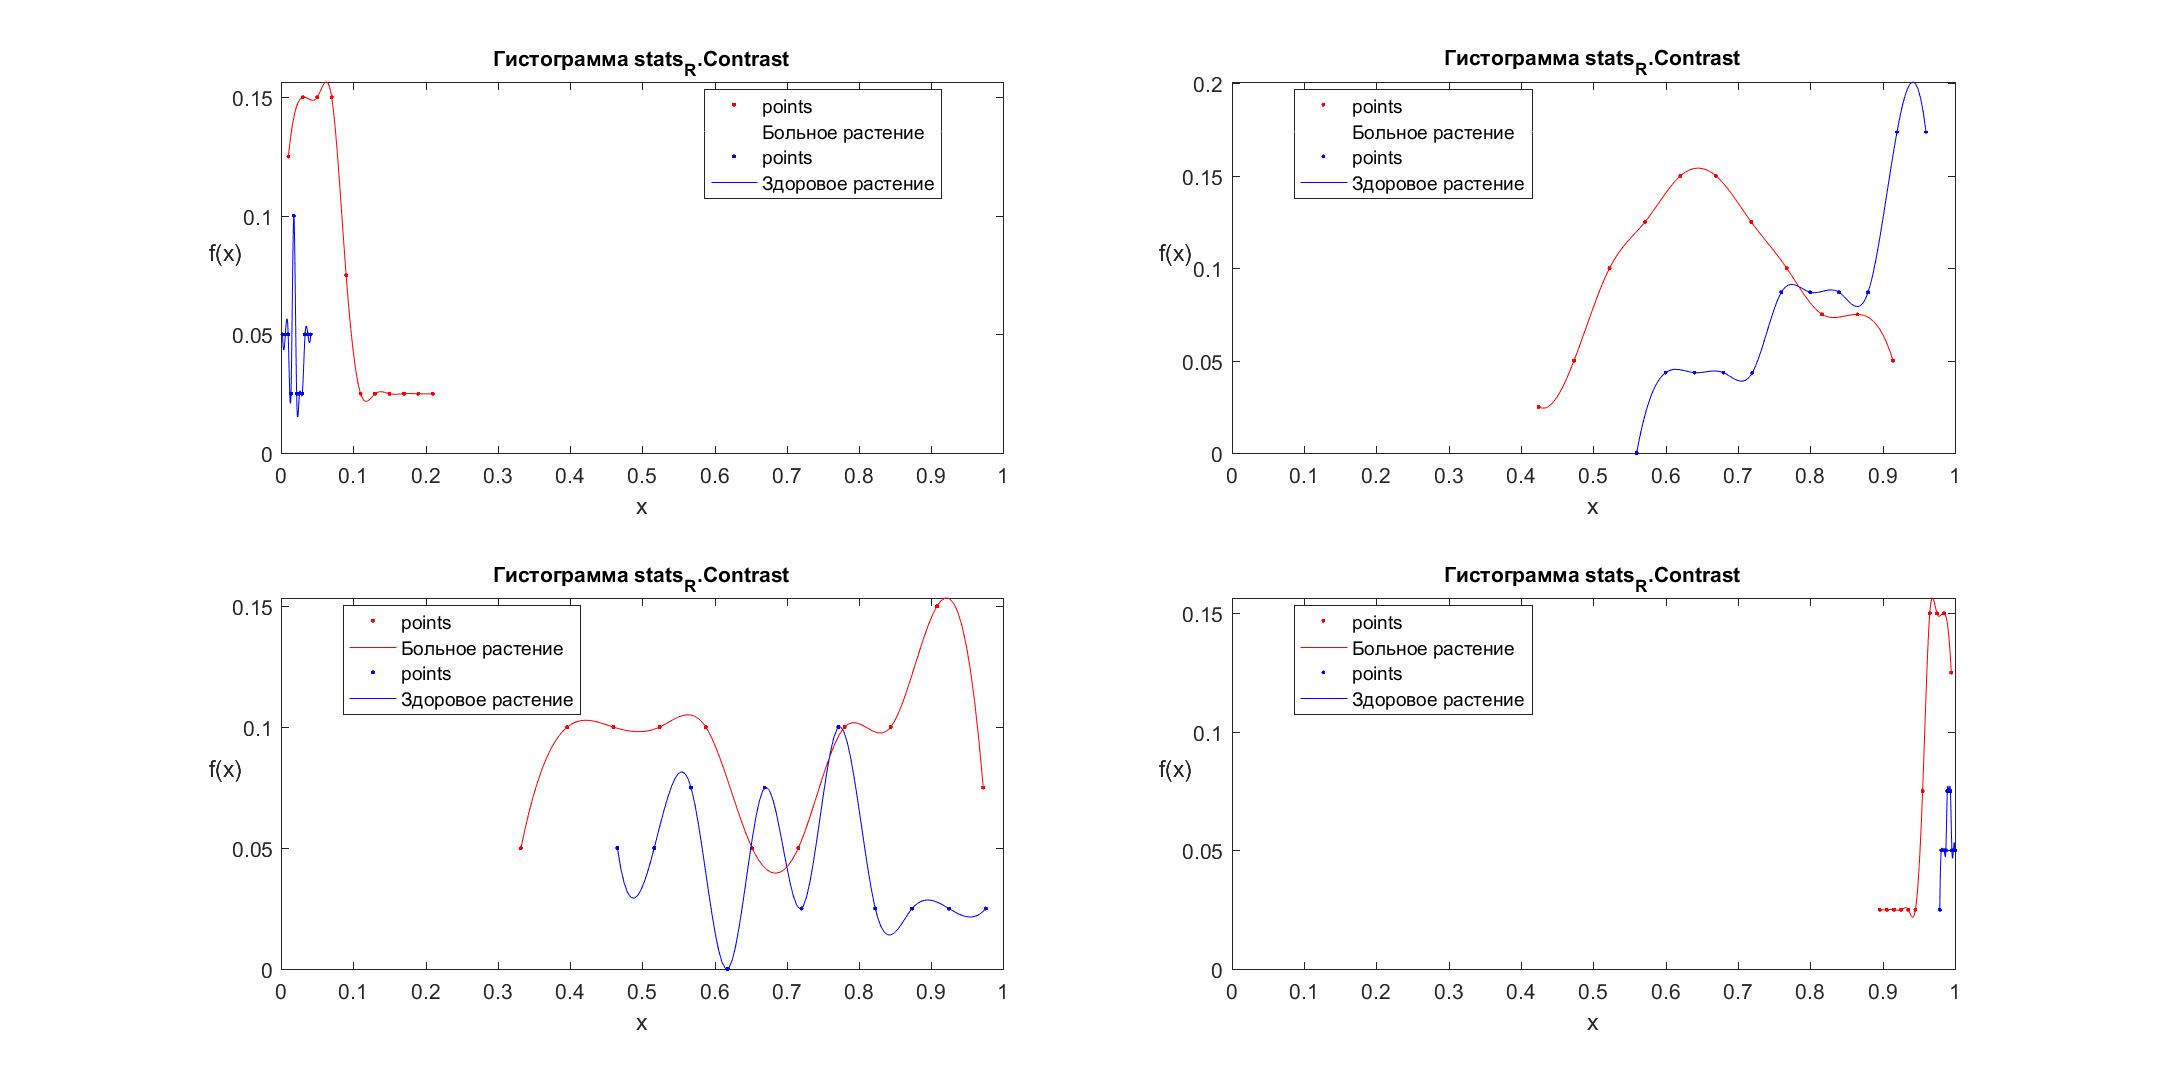 Гистограмма stats_R.Contrast
0.15
0.1
0.05
0
f(x)
points
Больное растение
points
Здоровое растение
0 0.1 0.2 0.3 0.4 0.5 0.6 0.7 0.8 0.9 1
x
Гистограмма stats_R.Contrast
0.2
0.15
0.1
0.05
0
f(x)
points
Больное растение
points
Здоровое растение
0 0.1 0.2 0.3 0.4 0.5 0.6 0.7 0.8 0.9 1
x
Гистограмма stats_R.Contrast
0.15
0.1
0.05
0
f(x)
points
Больное растение
points
Здоровое растение
0 0.1 0.2 0.3 0.4 0.5 0.6 0.7 0.8 0.9 1
x
Гистограмма stats_R.Contrast
0.15
0.1
0.05
0
f(x)
points
Больное растение
points
Здоровое растение
0 0.1 0.2 0.3 0.4 0.5 0.6 0.7 0.8 0.9 1
x